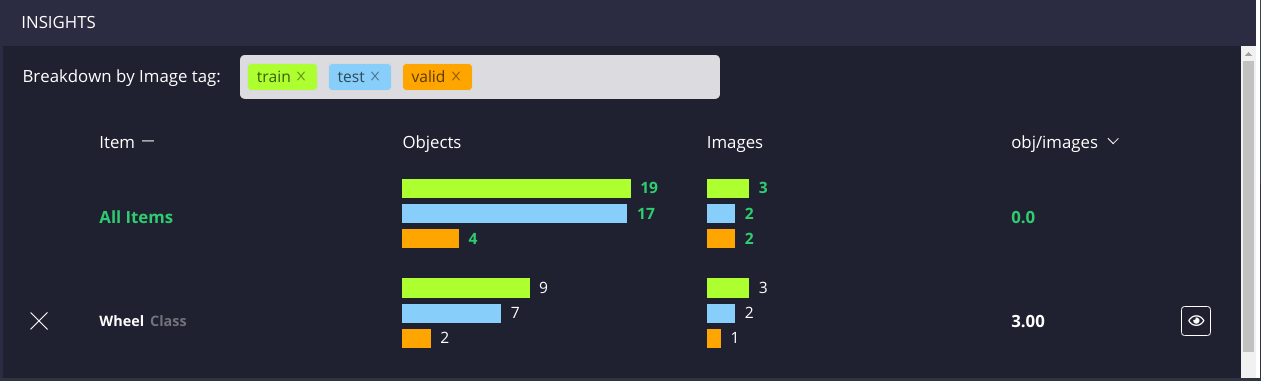 INSIGHTS
Breakdown by Image tag: train × test × valid ×
Item Objects Images obj/images
19 3
All Items 17 2 0.0
4 2
9 3
Wheel Class 7 2 3.00
2 1